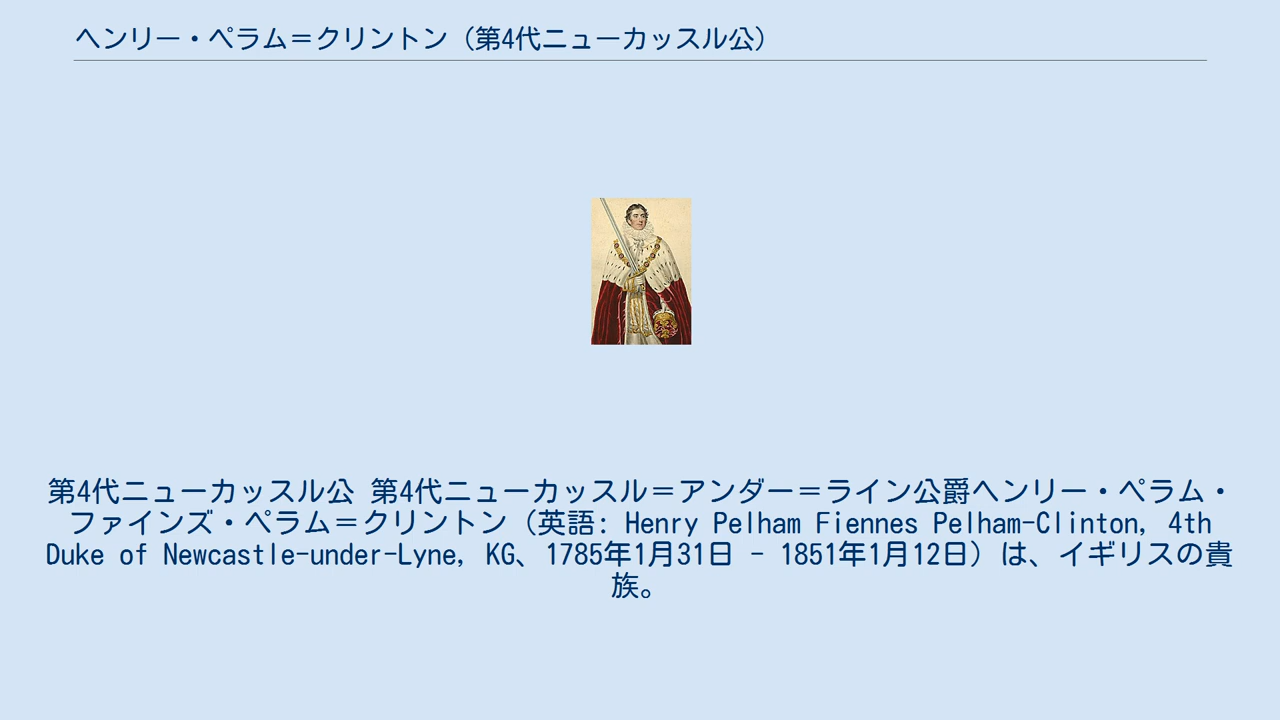 ヘンリー・ペラム＝クリントン（第4代ニューカッスル公）
第4代ニューカッスル公 第4代ニューカッスル＝アンダー＝ライン公爵ヘンリー・ペラム・
ファインズ・ペラム＝クリントン（英語: Henry Pelham Fiennes Pelham-Clinton, 4th
Duke of Newcastle-under-Lyne, KG、1785年1月31日 - 1851年1月12日）は、イギリスの貴
族。